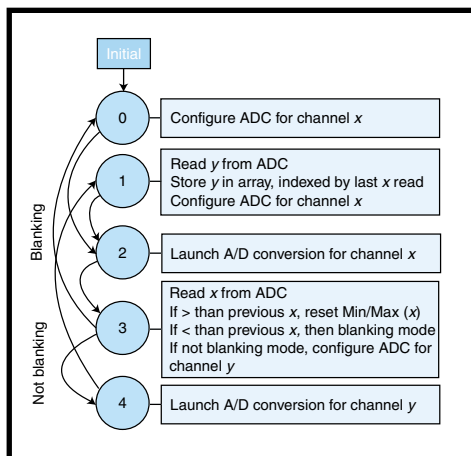 Initial
0
Configure ADC for channel x
1
Read y from ADC
Store y in array, indexed by last x read
Configure ADC for channel x
Blanking
2
Launch A/D conversion for channel x
3
Read x from ADC
If > than previous x, reset Min/Max (x)
If < than previous x, then blanking mode
If not blanking mode, configure ADC for
channel y
Not blanking
4
Launch A/D conversion for channel y